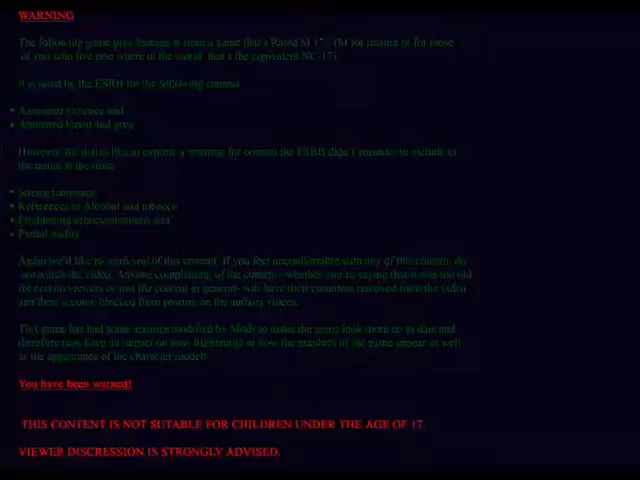 WARNING
The following game play footage is from a game that's Rated M 17+ (M for mature or for those
of you who live else where in the world that's the equivalent NC-17)
It is rated by the ESRB for the following content
• Animated violence and
• Animated blood and gore
However We would like to express a warning for content the ESRB didn't consider to include to
the rating at the time.
• Strong language
• References to Alcohol and tobacco
• Frightening scenes and
• Partial nudity
Again we'd like to warn you of this content. If you feel uncomfortable with any of this content, do
not watch the video. Anyone complaining of the content -whether you're saying that it was too old
for certain viewers or just the content in general- will have their comment removed from the video
and their account blocked from posting on the authors videos.
This game has had some textures modified by Mods to make the game look more up to date and
therefore may have an impact on how frightening or how the graphics of the game appear as well
as the appearance of the character models
You have been warned!
THIS CONTENT IS NOT SUTABLE FOR CHILDREN UNDER THE AGE OF 17.
VIEWER DISCRESSION IS STRONGLY ADVISED.